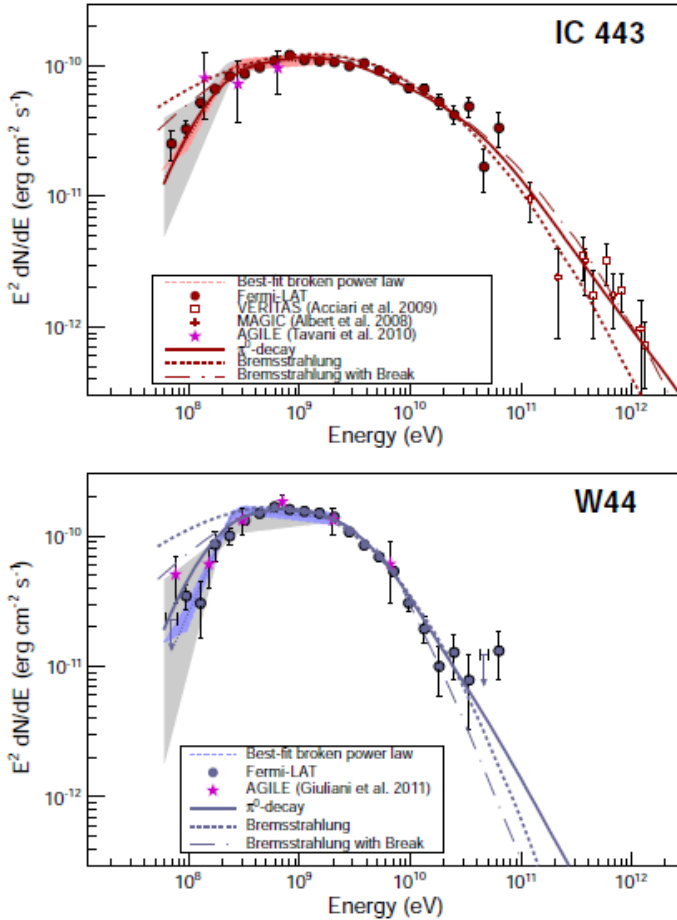 IC 443
E² dN/dE (erg cm⁻² s⁻¹)
10⁻¹⁰
10⁻¹¹
10⁻¹²
Best-fit broken power law
Fermi-LAT
VERITAS (Acciari et al. 2009)
MAGIC (Albert et al. 2008)
AGILE (Tavani et al. 2010)
π⁰-decay
Bremsstrahlung
Bremsstrahlung with Break
10⁸ 10⁹ 10¹⁰ 10¹¹ 10¹²
Energy (eV)
W44
E² dN/dE (erg cm⁻² s⁻¹)
10⁻¹⁰
10⁻¹¹
10⁻¹²
Best-fit broken power law
Fermi-LAT
AGILE (Giuliani et al. 2011)
π⁰-decay
Bremsstrahlung
Bremsstrahlung with Break
10⁸ 10⁹ 10¹⁰ 10¹¹ 10¹²
Energy (eV)